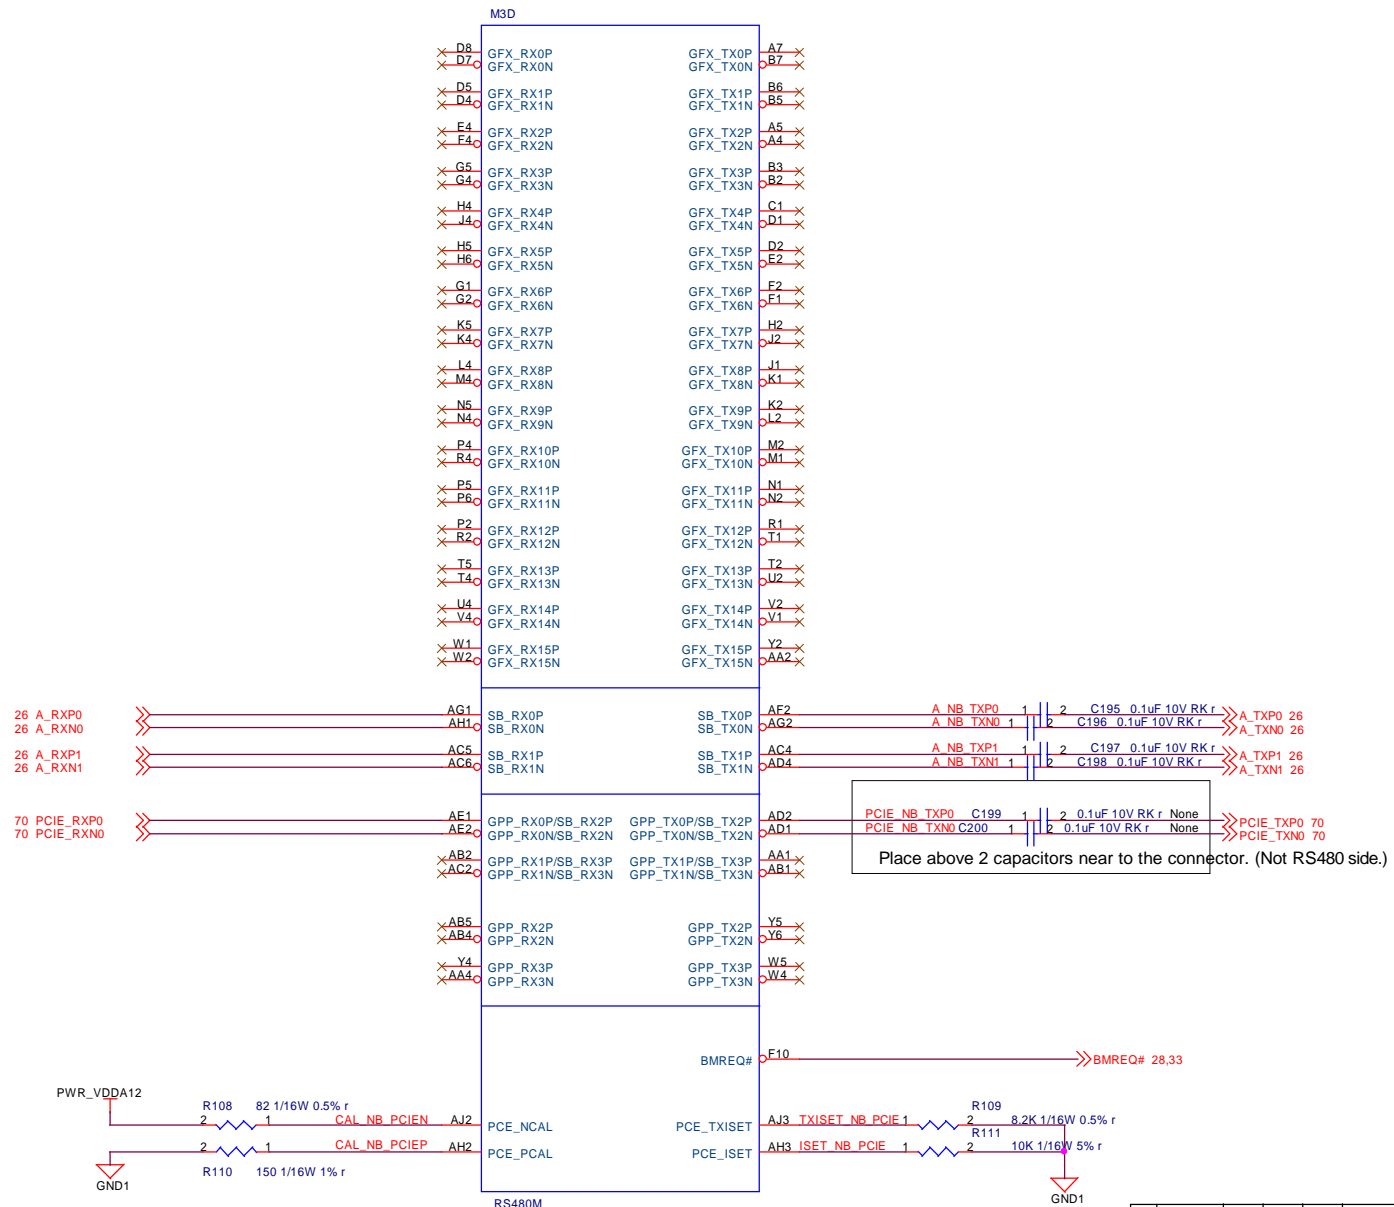 M3D
D8 GFX_RX0P GFX_TX0P A7
D7 GFX_RX0N GFX_TX0N B7
D5 GFX_RX1P GFX_TX1P B6
D4 GFX_RX1N GFX_TX1N B5
E4 GFX_RX2P GFX_TX2P A5
F4 GFX_RX2N GFX_TX2N A4
G5 GFX_RX3P GFX_TX3P B3
G4 GFX_RX3N GFX_TX3N B2
H4 GFX_RX4P GFX_TX4P C1
J4 GFX_RX4N GFX_TX4N D1
H5 GFX_RX5P GFX_TX5P D2
H6 GFX_RX5N GFX_TX5N E2
G1 GFX_RX6P GFX_TX6P F2
G2 GFX_RX6N GFX_TX6N F1
K5 GFX_RX7P GFX_TX7P H2
K4 GFX_RX7N GFX_TX7N J2
L4 GFX_RX8P GFX_TX8P J1
M4 GFX_RX8N GFX_TX8N K1
N5 GFX_RX9P GFX_TX9P K2
N4 GFX_RX9N GFX_TX9N L2
P4 GFX_RX10P GFX_TX10P M2
R4 GFX_RX10N GFX_TX10N M1
P5 GFX_RX11P GFX_TX11P N1
P6 GFX_RX11N GFX_TX11N N2
P2 GFX_RX12P GFX_TX12P R1
R2 GFX_RX12N GFX_TX12N T1
T5 GFX_RX13P GFX_TX13P T2
T4 GFX_RX13N GFX_TX13N U2
U4 GFX_RX14P GFX_TX14P V2
V4 GFX_RX14N GFX_TX14N V1
W1 GFX_RX15P GFX_TX15P Y2
W2 GFX_RX15N GFX_TX15N AA2
26 A_RXP0 AG1 SB_RX0P SB_TX0P AF2 A_NB_TXP0 1 2 C195 0.1uF 10V RK r A_TXP0 26
26 A_RXN0 AH1 SB_RX0N SB_TX0N AG2 A_NB_TXN0 1 2 C196 0.1uF 10V RK r A_TXN0 26
26 A_RXP1 AC5 SB_RX1P SB_TX1P AC4 A_NB_TXP1 1 2 C197 0.1uF 10V RK r A_TXP1 26
26 A_RXN1 AC6 SB_RX1N SB_TX1N AD4 A_NB_TXN1 1 2 C198 0.1uF 10V RK r A_TXN1 26
70 PCIE_RXP0 AE1 GPP_RX0P/SB_RX2P GPP_TX0P/SB_TX2P AD2 PCIE_NB_TXP0 C199 1 2 0.1uF 10V RK r None PCIE_TXP0 70
70 PCIE_RXN0 AE2 GPP_RX0N/SB_RX2N GPP_TX0N/SB_TX2N AD1 PCIE_NB_TXN0 C200 1 2 0.1uF 10V RK r None PCIE_TXN0 70
AB2 GPP_RX1P/SB_RX3P GPP_TX1P/SB_TX3P AA1
AC2 GPP_RX1N/SB_RX3N GPP_TX1N/SB_TX3N AB1
Place above 2 capacitors near to the connector. (Not RS480 side.)
AB5 GPP_RX2P GPP_TX2P Y5
AB4 GPP_RX2N GPP_TX2N Y6
Y4 GPP_RX3P GPP_TX3P W5
AA4 GPP_RX3N GPP_TX3N W4
BMREQ# F10 BMREQ# 28,33
PWR_VDDA12
R108 82 1/16W 0.5% r
2 1 CAL_NB_PCIEN AJ2 PCE_NCAL PCE_TXISET AJ3 TXISET_NB_PCIE 1 2 R109 8.2K 1/16W 0.5% r
2 1 CAL_NB_PCIEP AH2 PCE_PCAL PCE_ISET AH3 ISET_NB_PCIE 1 2 R111 10K 1/16W 5% r
R110 150 1/16W 1% r
GND1
GND1
RS480M